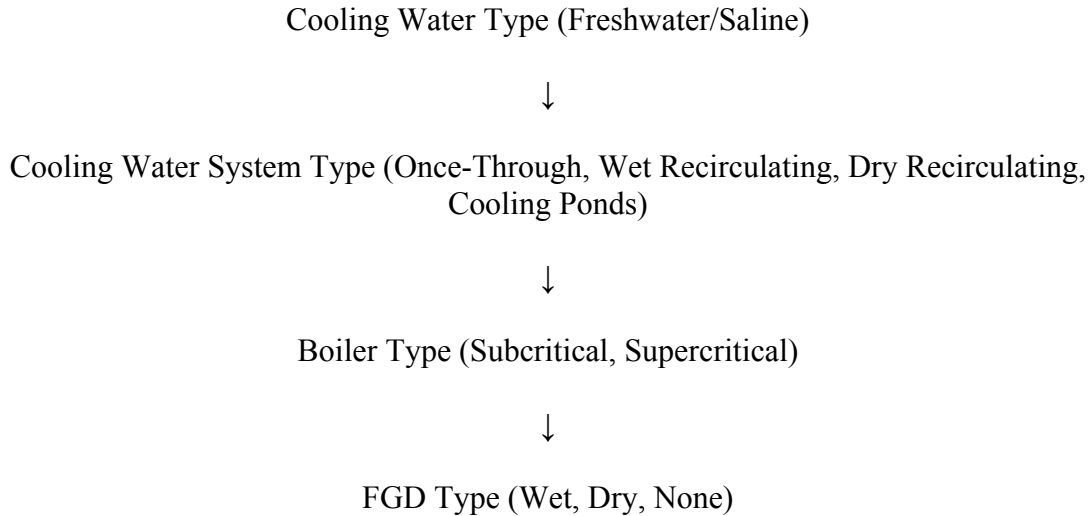 Cooling Water Type (Freshwater/Saline)
↓
Cooling Water System Type (Once-Through, Wet Recirculating, Dry Recirculating,
Cooling Ponds)
↓
Boiler Type (Subcritical, Supercritical)
↓
FGD Type (Wet, Dry, None)